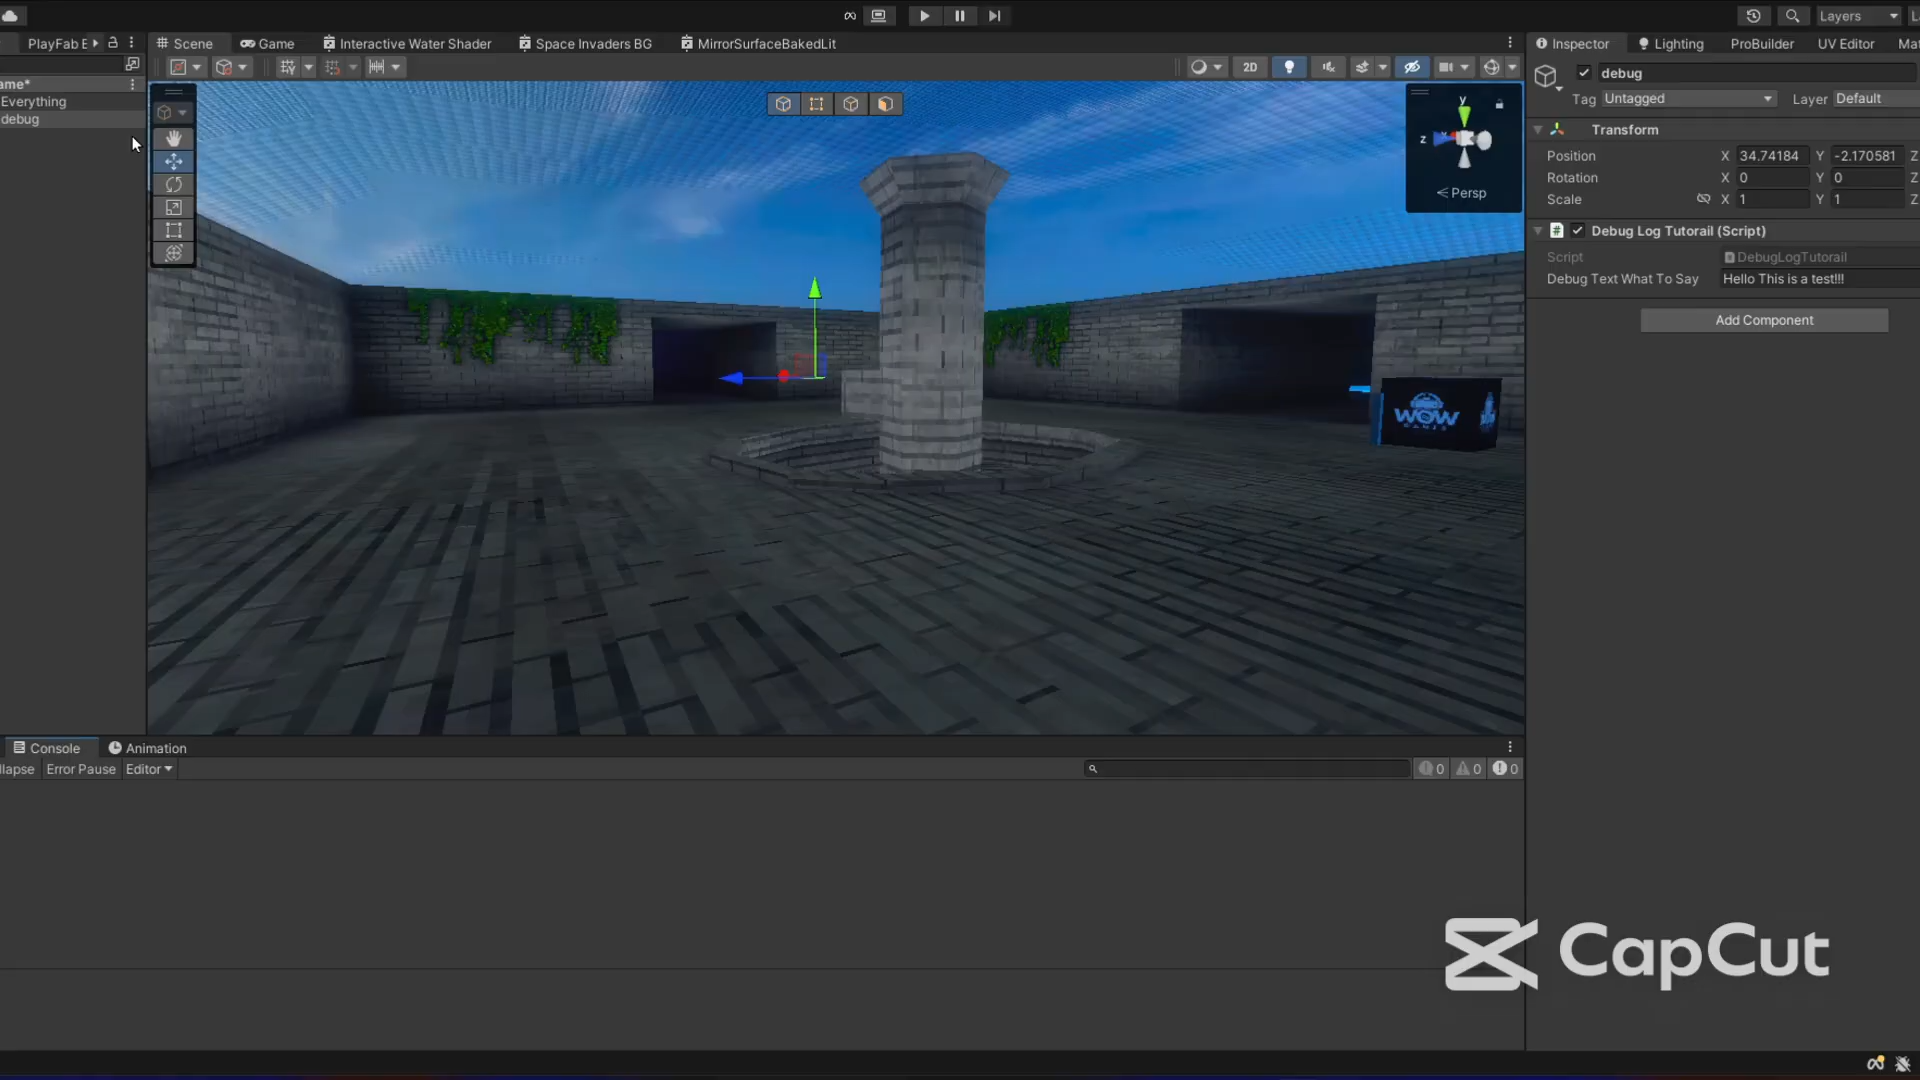 PlayFab E
Scene
Game
Interactive Water Shader
Space Invaders BG
MirrorSurfaceBakedLit
Layers
Inspector
Lighting
ProBuilder
UV Editor
Mat
ame*
Everything
debug
2D
y
z
Persp
debug
Tag Untagged
Layer Default
Transform
Position X 34.74184 Y -2.170581 Z
Rotation X 0 Y 0 Z
Scale X 1 Y 1 Z
Debug Log Tutorail (Script)
Script DebugLogTutorail
Debug Text What To Say Hello This is a test!!!
Add Component
WOW
GAMES
Console
Animation
llapse
Error Pause
Editor
0
0
0
CapCut